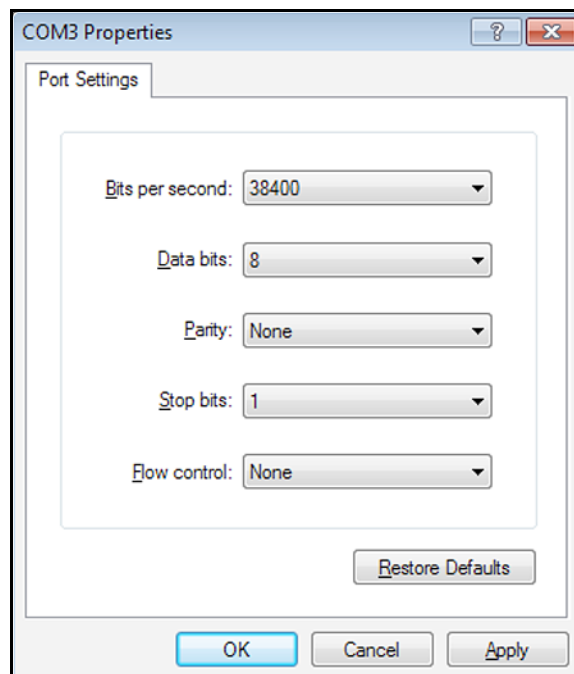 COM3 Properties
?
Port Settings
Bits per second: 38400
Data bits: 8
Parity: None
Stop bits: 1
Flow control: None
Restore Defaults
OK Cancel Apply